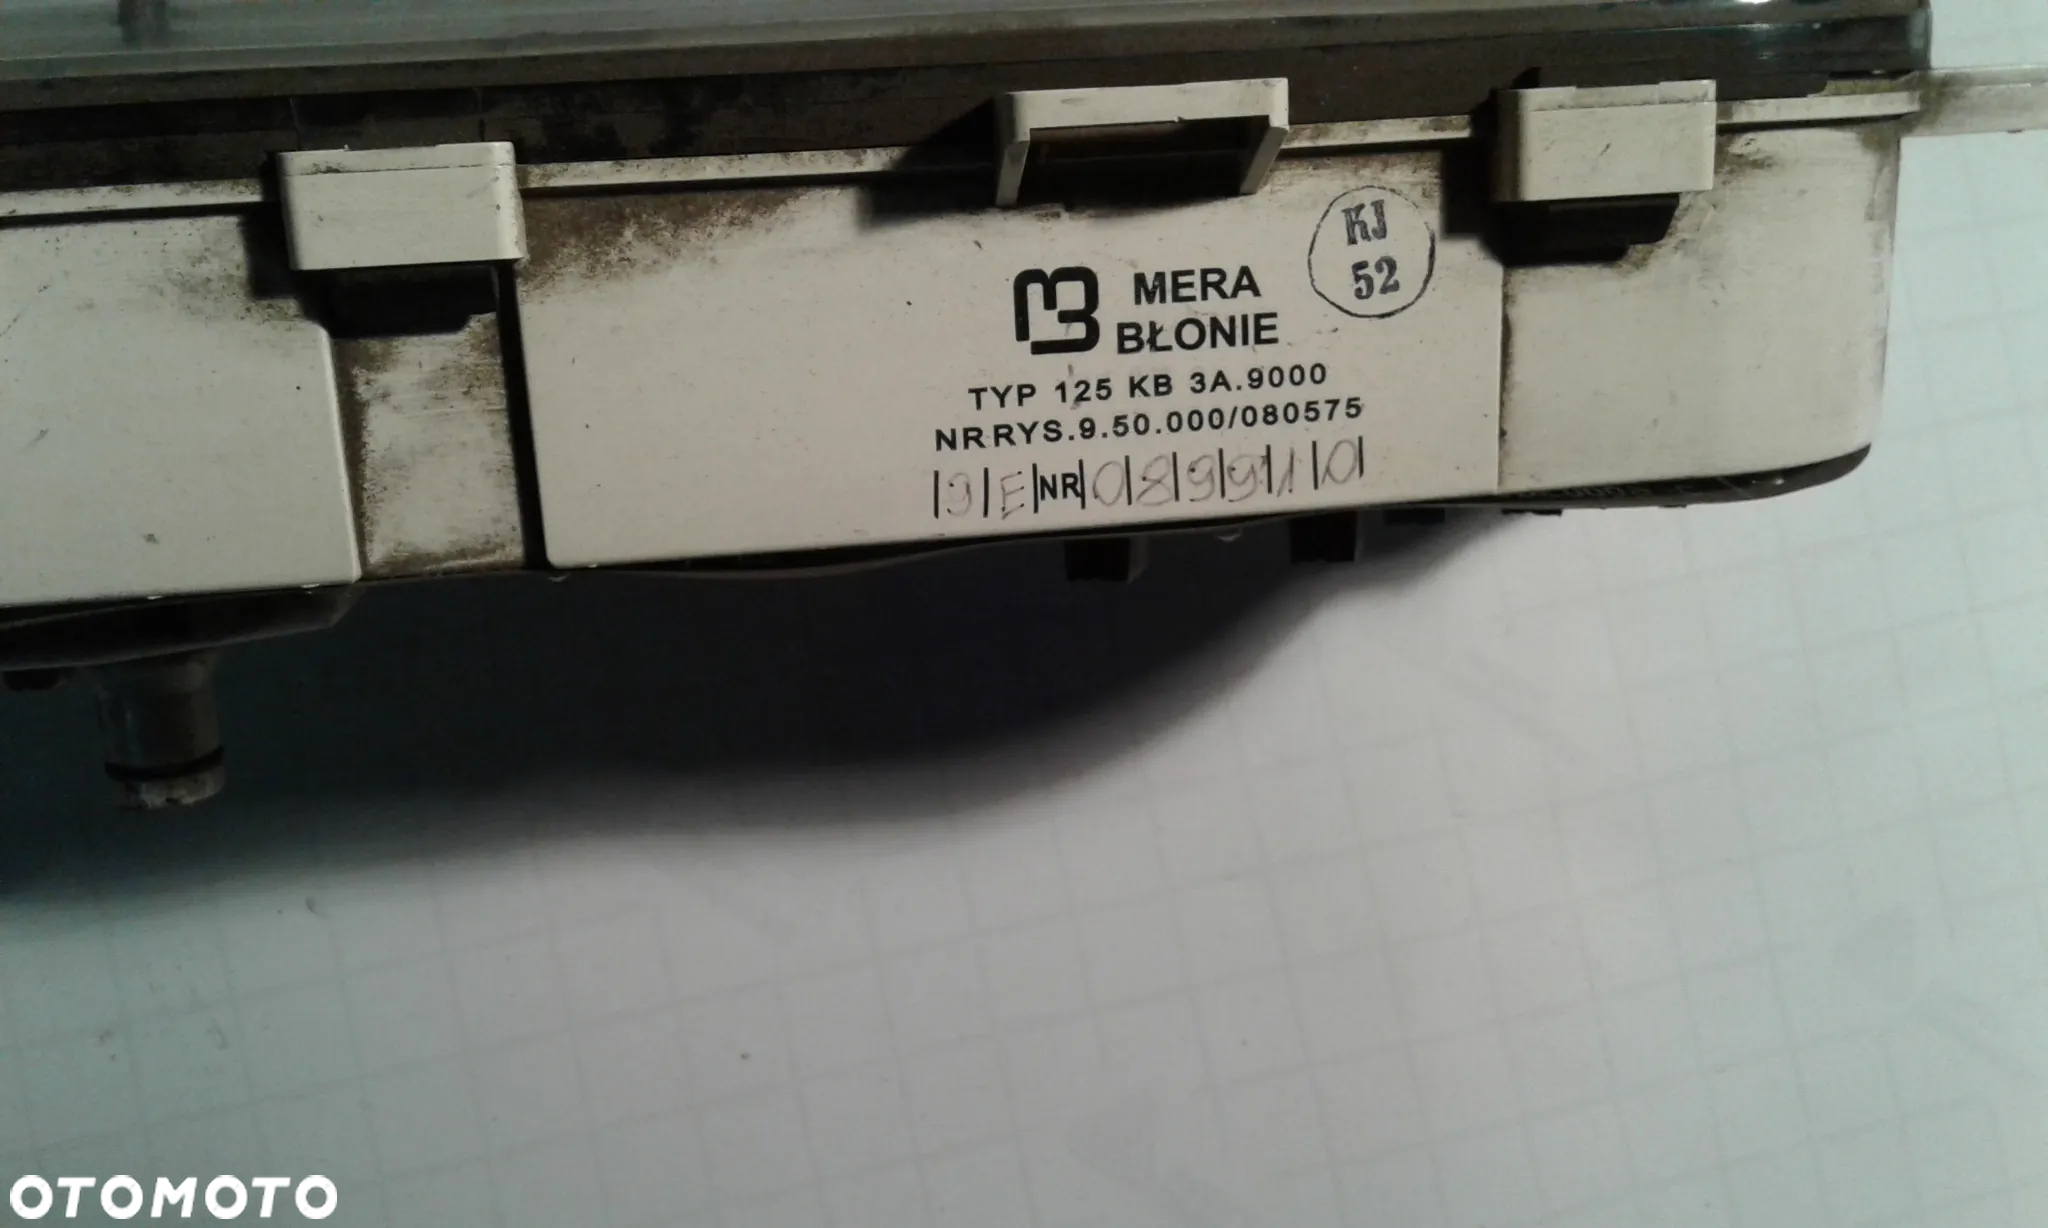 KJ
52
MERA
BŁONIE
TYP 125 KB 3A.9000
NR RYS.9.50.000/080575
|9|E|NR|0|8|9|9|1|0|
OTOMOTO